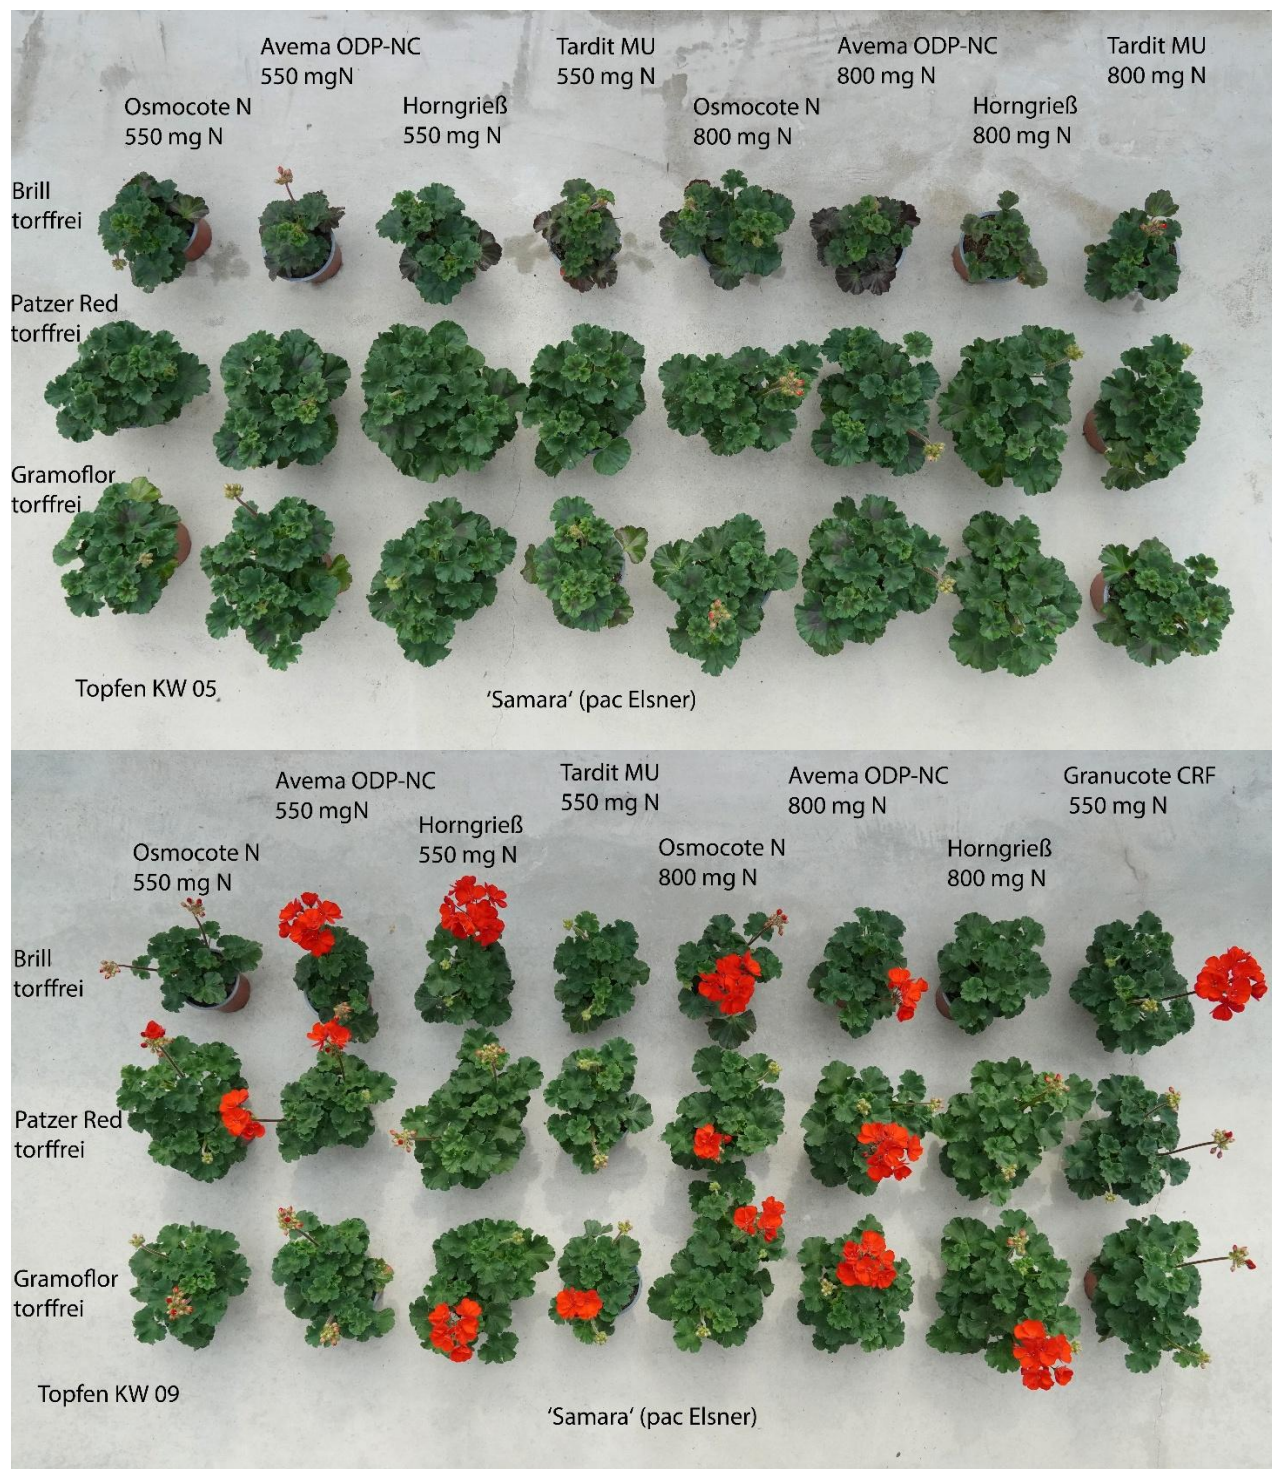 Avema ODP-NC
550 mgN
Tardit MU
550 mg N
Avema ODP-NC
800 mg N
Tardit MU
800 mg N
Osmocote N
550 mg N
Horngrieß
550 mg N
Osmocote N
800 mg N
Horngrieß
800 mg N
Brill
torffrei
Patzer Red
torffrei
Gramoflor
torffrei
Topfen KW 05
‘Samara‘ (pac Elsner)
Avema ODP-NC
550 mgN
Tardit MU
550 mg N
Avema ODP-NC
800 mg N
Granucote CRF
550 mg N
Osmocote N
550 mg N
Horngrieß
550 mg N
Osmocote N
800 mg N
Horngrieß
800 mg N
Brill
torffrei
Patzer Red
torffrei
Gramoflor
torffrei
Topfen KW 09
‘Samara‘ (pac Elsner)